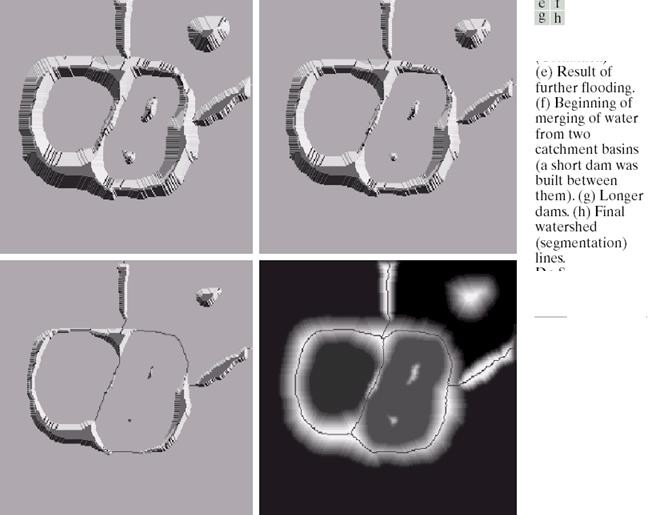 e f
g h
(e) Result of
further flooding.
(f) Beginning of
merging of water
from two
catchment basins
(a short dam was
built between
them). (g) Longer
dams. (h) Final
watershed
(segmentation)
lines.